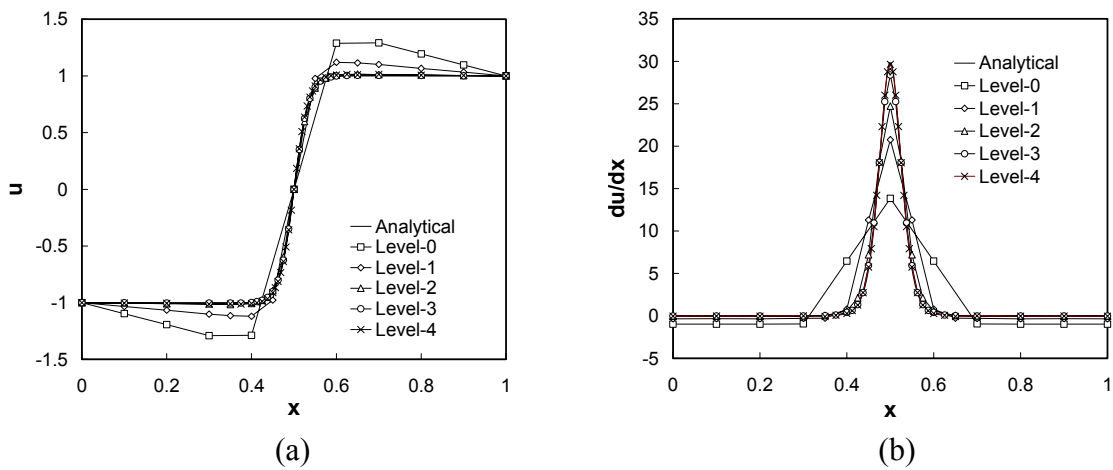 1.5
1
0.5
0
-0.5
-1
-1.5
u
0 0.2 0.4 0.6 0.8 1
x
Analytical
Level-0
Level-1
Level-2
Level-3
Level-4
(a)
35
30
25
20
15
10
5
0
-5
du/dx
0 0.2 0.4 0.6 0.8 1
x
Analytical
Level-0
Level-1
Level-2
Level-3
Level-4
(b)